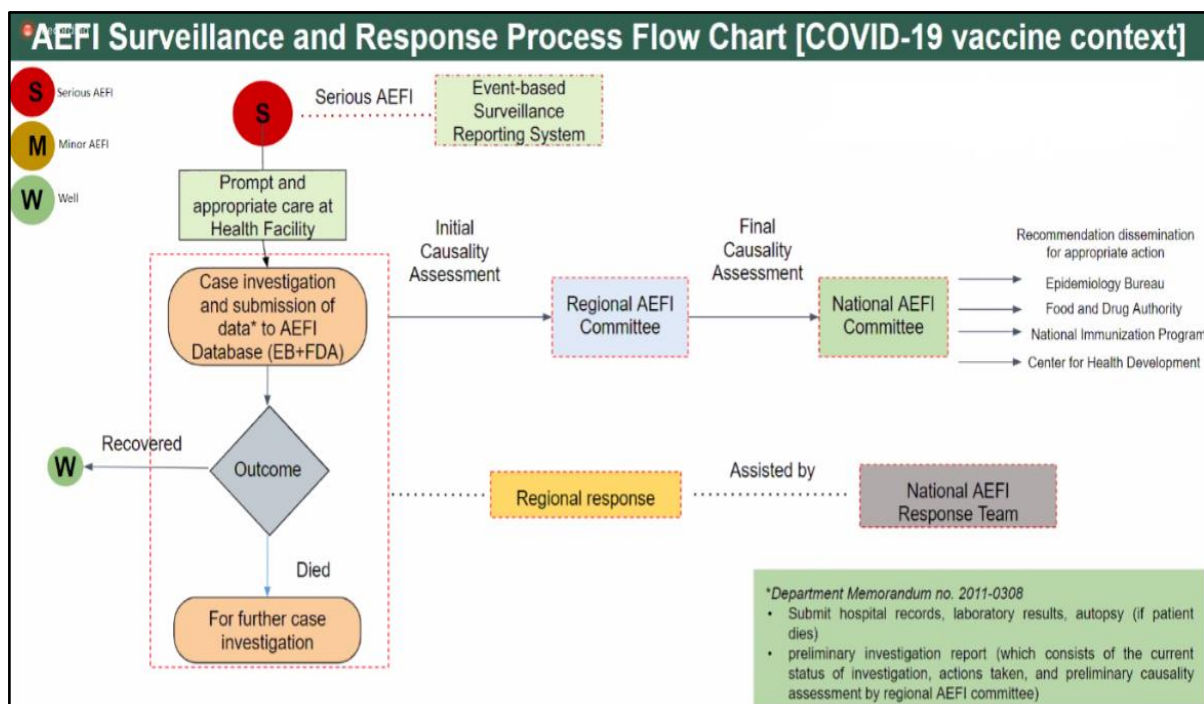 AEFI Surveillance and Response Process Flow Chart [COVID-19 vaccine context]
S
Serious AEFI
M
Minor AEFI
W
Well
S
Serious AEFI
Event-based
Surveillance
Reporting System
Prompt and
appropriate care at
Health Facility
Case investigation
and submission of
data* to AEFI
Database (EB+FDA)
Initial
Causality
Assessment
Regional AEFI
Committee
Final
Causality
Assessment
National AEFI
Committee
Recommendation dissemination
for appropriate action
Epidemiology Bureau
Food and Drug Authority
National Immunization Program
Center for Health Development
Outcome
Recovered
W
Died
For further case
investigation
Regional response
Assisted by
National AEFI
Response Team
*Department Memorandum no. 2011-0308
• Submit hospital records, laboratory results, autopsy (if patient
dies)
• preliminary investigation report (which consists of the current
status of investigation, actions taken, and preliminary causality
assessment by regional AEFI committee)